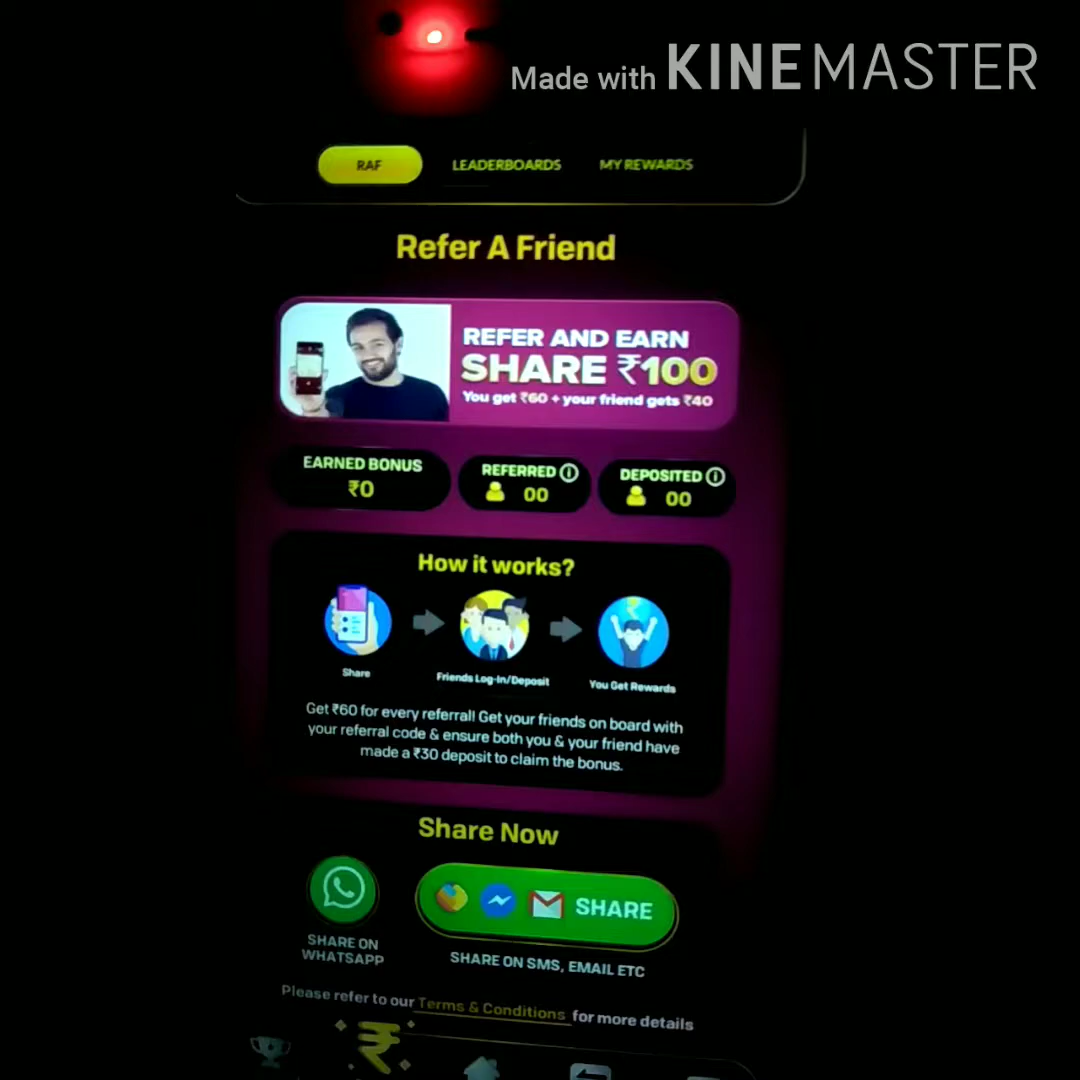 Made with KINEMASTER
RAF LEADERBOARDS MY REWARDS
Refer A Friend
REFER AND EARN
SHARE ₹100
You get ₹60 + your friend gets ₹40
EARNED BONUS REFERRED DEPOSITED
₹0 00 00
How it works?
Share Friends Log-In/Deposit You Get Rewards
Get ₹60 for every referral! Get your friends on board with
your referral code & ensure both you & your friend have
made a ₹30 deposit to claim the bonus.
Share Now
SHARE
SHARE ON
WHATSAPP
SHARE ON SMS, EMAIL ETC
Please refer to our Terms & Conditions for more details